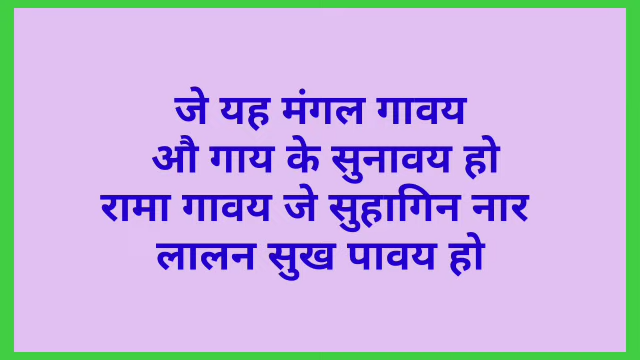 जे यह मंगल गावय
औ गाय के सुनावय हो
रामा गावय जे सुहागिन नार
लालन सुख पावय हो